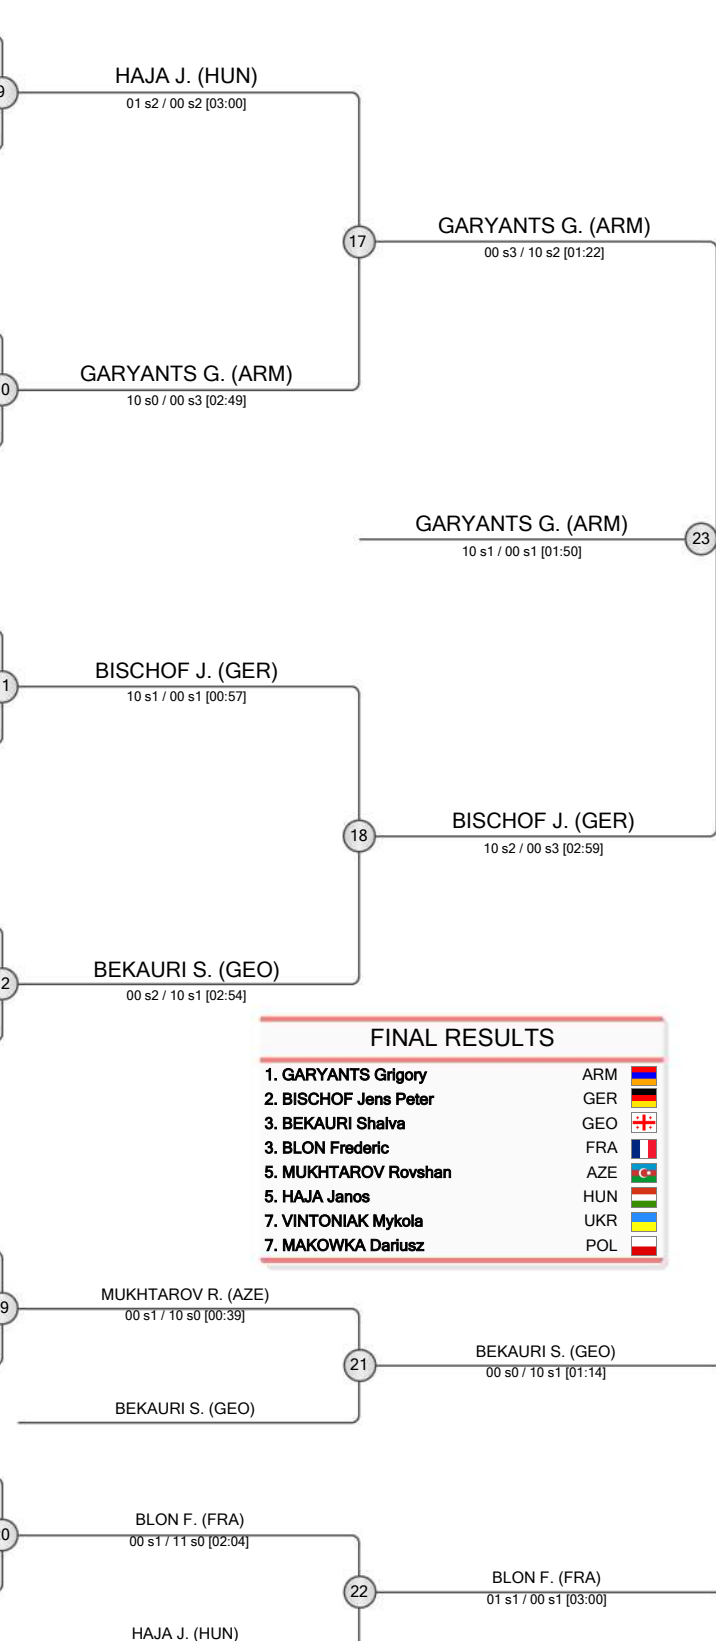 HAJA J. (HUN)
01 s2 / 00 s2 [03:00]
9
GARYANTS G. (ARM)
00 s3 / 10 s2 [01:22]
17
GARYANTS G. (ARM)
10 s0 / 00 s3 [02:49]
0
GARYANTS G. (ARM)
10 s1 / 00 s1 [01:50]
23
BISCHOF J. (GER)
10 s1 / 00 s1 [00:57]
1
BISCHOF J. (GER)
10 s2 / 00 s3 [02:59]
18
BEKAURI S. (GEO)
00 s2 / 10 s1 [02:54]
2
FINAL RESULTS
1. GARYANTS Grigory ARM
2. BISCHOF Jens Peter GER
3. BEKAURI Shalva GEO
3. BLON Frederic FRA
5. MUKHTAROV Rovshan AZE
5. HAJA Janos HUN
7. VINTONIAK Mykola UKR
7. MAKOWKA Dariusz POL
MUKHTAROV R. (AZE)
00 s1 / 10 s0 [00:39]
9
BEKAURI S. (GEO)
00 s0 / 10 s1 [01:14]
21
BEKAURI S. (GEO)
BLON F. (FRA)
00 s1 / 11 s0 [02:04]
0
BLON F. (FRA)
01 s1 / 00 s1 [03:00]
22
HAJA J. (HUN)